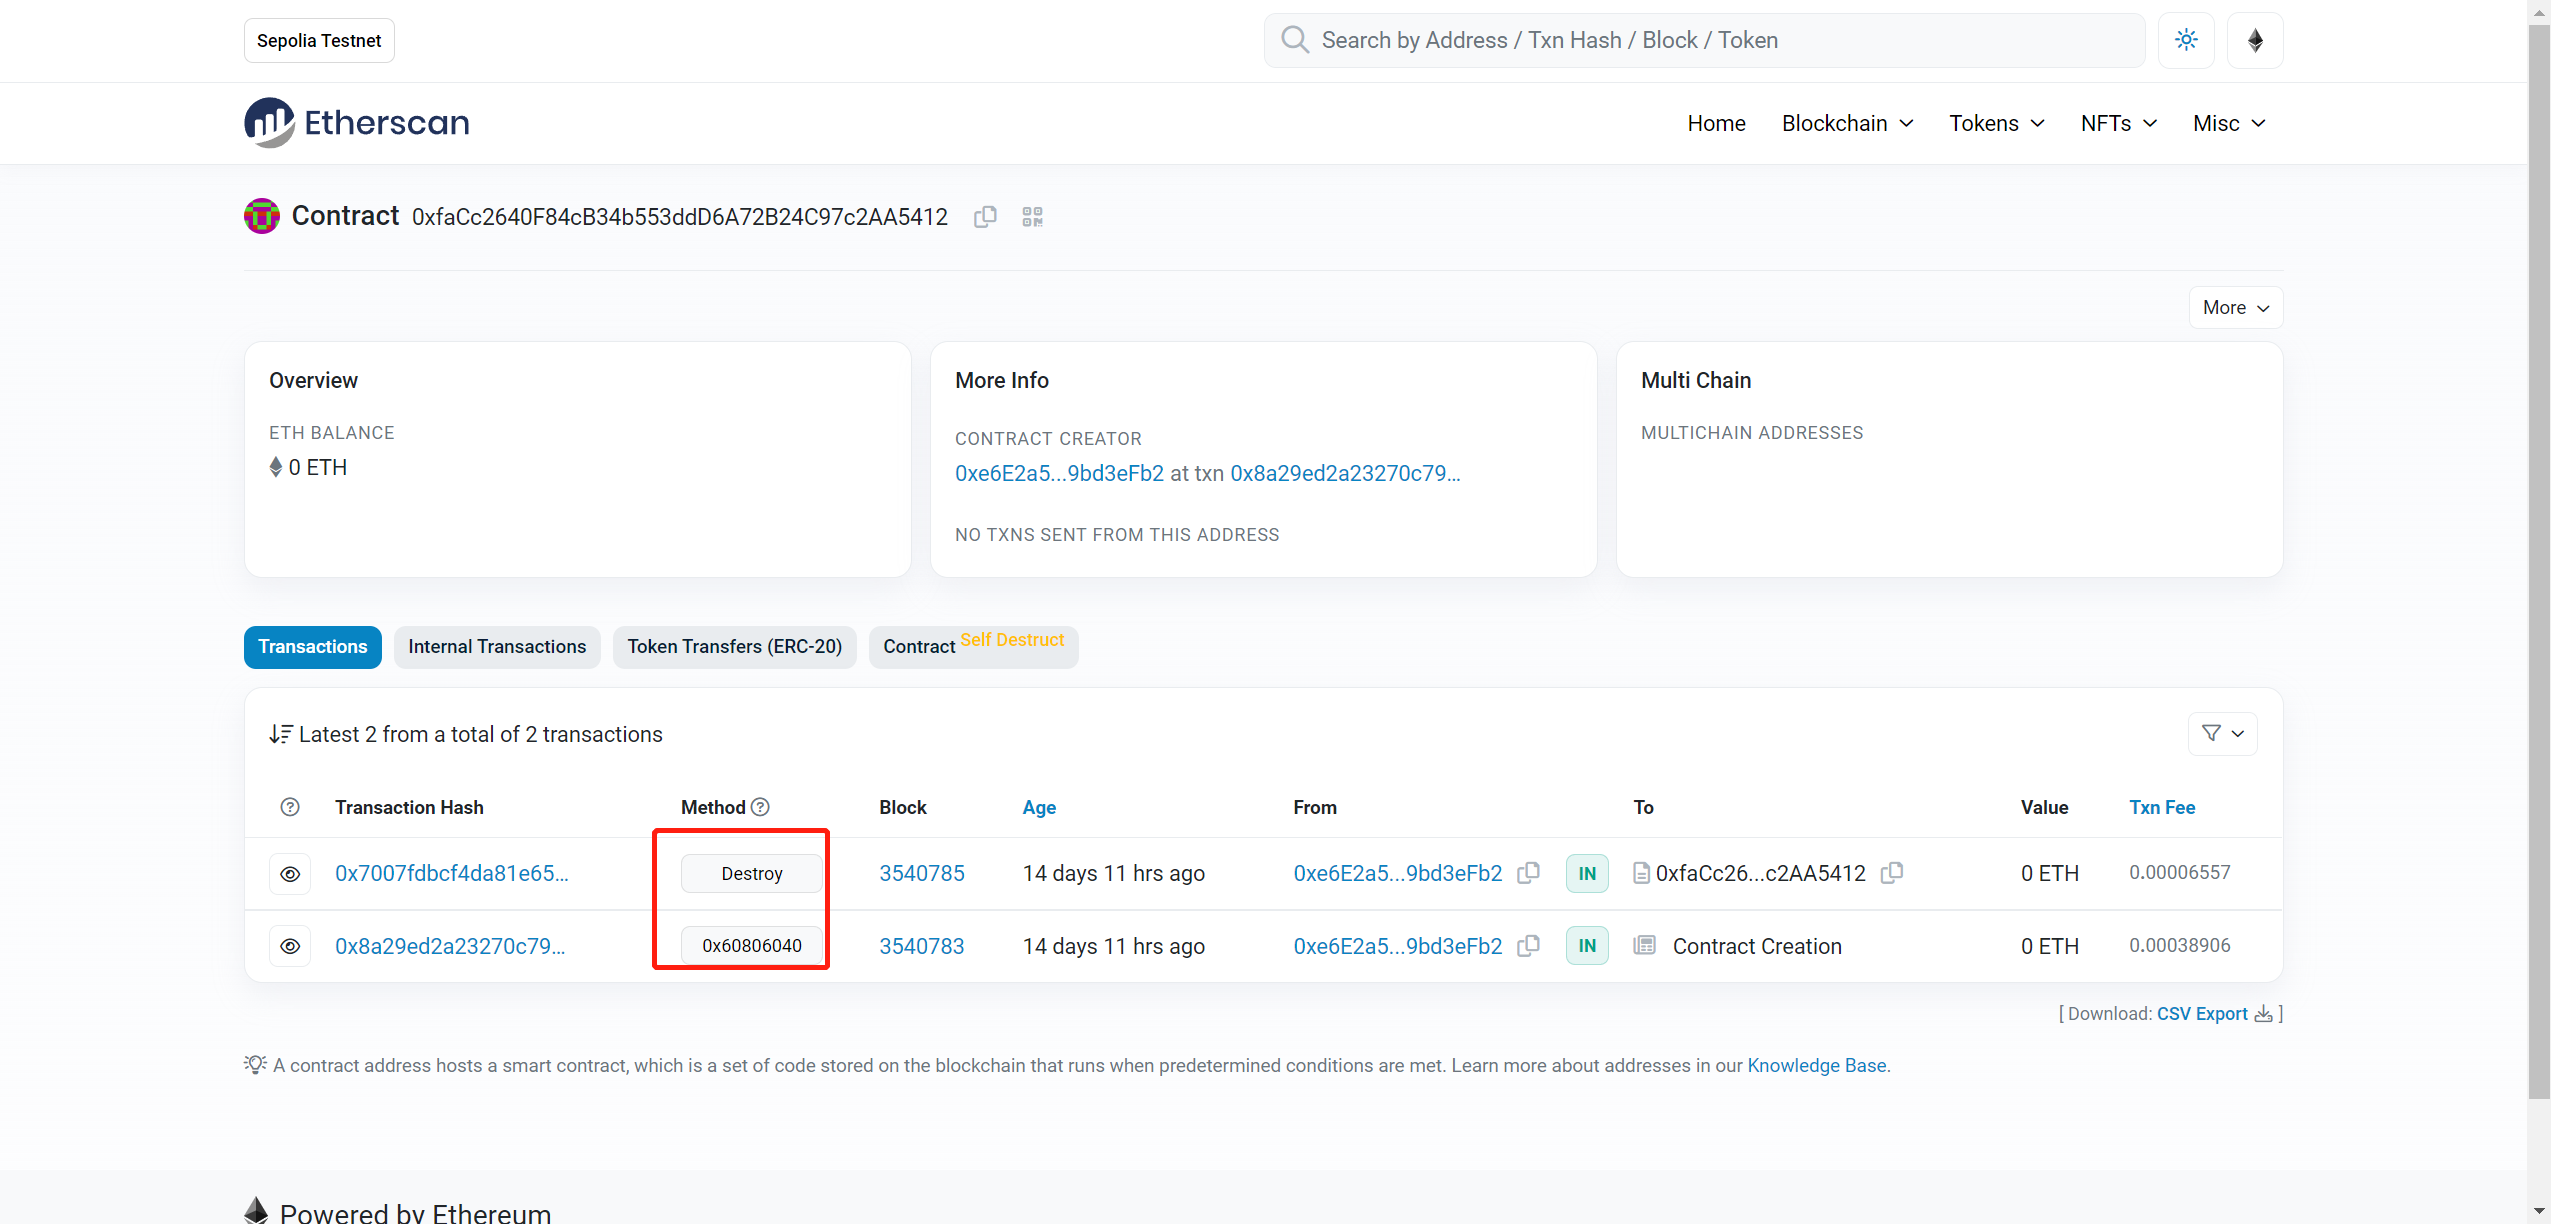 Sepolia Testnet
Search by Address / Txn Hash / Block / Token
Etherscan
Home Blockchain Tokens NFTs Misc
Contract 0xfaCc2640F84cB34b553ddD6A72B24C97c2AA5412
More
Overview
ETH BALANCE
0 ETH
More Info
CONTRACT CREATOR
0xe6E2a5...9bd3eFb2 at txn 0x8a29ed2a23270c79...
NO TXNS SENT FROM THIS ADDRESS
Multi Chain
MULTICHAIN ADDRESSES
Transactions Internal Transactions Token Transfers (ERC-20) Contract Self Destruct
Latest 2 from a total of 2 transactions
Transaction Hash Method Block Age From To Value Txn Fee
0x7007fdbcf4da81e65... Destroy 3540785 14 days 11 hrs ago 0xe6E2a5...9bd3eFb2 IN 0xfaCc26...c2AA5412 0 ETH 0.00006557
0x8a29ed2a23270c79... 0x60806040 3540783 14 days 11 hrs ago 0xe6E2a5...9bd3eFb2 IN Contract Creation 0 ETH 0.00038906
[ Download: CSV Export ]
A contract address hosts a smart contract, which is a set of code stored on the blockchain that runs when predetermined conditions are met. Learn more about addresses in our Knowledge Base.
Powered by Ethereum